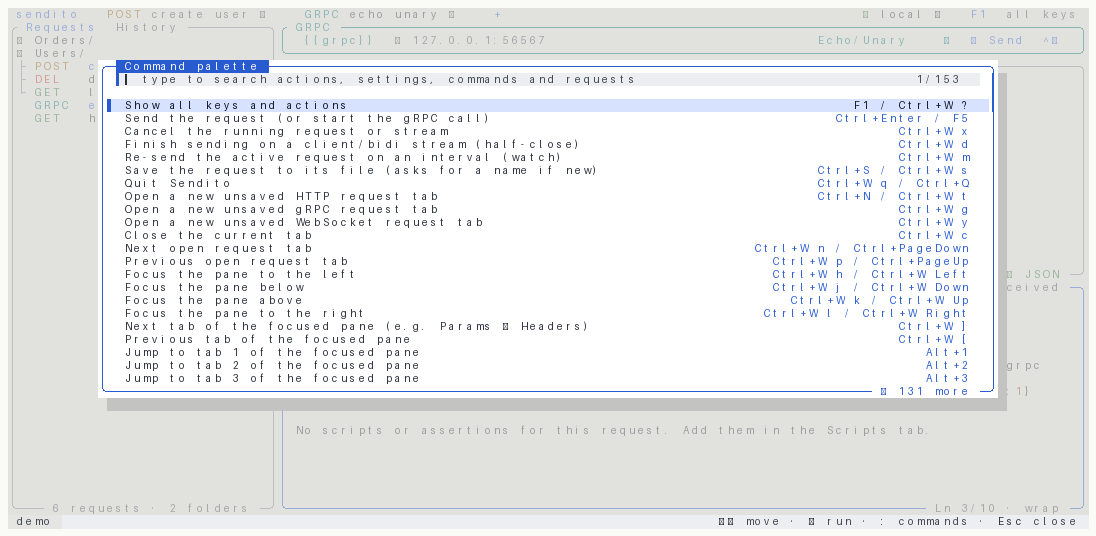 sendito POST create user GRPC echo unary + local F1 all keys
Requests History GRPC
Orders/ {{grpc}} 127.0.0.1:56567 Echo/Unary Send ^
Users/
POST c
DEL d
GET l
GRPC e
GET h
Command palette
type to search actions, settings, commands and requests 1/153
Show all keys and actions F1 / Ctrl+W ?
Send the request (or start the gRPC call) Ctrl+Enter / F5
Cancel the running request or stream Ctrl+W x
Finish sending on a client/bidi stream (half-close) Ctrl+W d
Re-send the active request on an interval (watch) Ctrl+W m
Save the request to its file (asks for a name if new) Ctrl+S / Ctrl+W s
Quit Sendito Ctrl+W q / Ctrl+Q
Open a new unsaved HTTP request tab Ctrl+N / Ctrl+W t
Open a new unsaved gRPC request tab Ctrl+W g
Open a new unsaved WebSocket request tab Ctrl+W y
Close the current tab Ctrl+W c
Next open request tab Ctrl+W n / Ctrl+PageDown
Previous open request tab Ctrl+W p / Ctrl+PageUp
Focus the pane to the left Ctrl+W h / Ctrl+W Left
Focus the pane below Ctrl+W j / Ctrl+W Down
Focus the pane above Ctrl+W k / Ctrl+W Up
Focus the pane to the right Ctrl+W l / Ctrl+W Right
Next tab of the focused pane (e.g. Params Headers) Ctrl+W ]
Previous tab of the focused pane Ctrl+W [
Jump to tab 1 of the focused pane Alt+1
Jump to tab 2 of the focused pane Alt+2
Jump to tab 3 of the focused pane Alt+3
131 more
JSON
ceived
grpc
:1}
No scripts or assertions for this request. Add them in the Scripts tab.
6 requests · 2 folders Ln 3/10 · wrap
demo move · run · : commands · Esc close